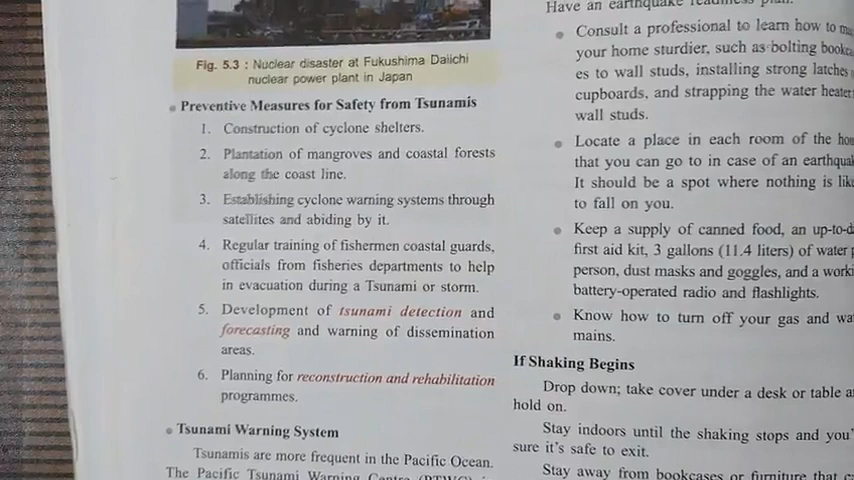 Fig. 5.3 : Nuclear disaster at Fukushima Daiichi
nuclear power plant in Japan
Preventive Measures for Safety from Tsunamis
1. Construction of cyclone shelters.
2. Plantation of mangroves and coastal forests
along the coast line.
3. Establishing cyclone warning systems through
satellites and abiding by it.
4. Regular training of fishermen coastal guards,
officials from fisheries departments to help
in evacuation during a Tsunami or storm.
5. Development of tsunami detection and
forecasting and warning of dissemination
areas.
6. Planning for reconstruction and rehabilitation
programmes.
Tsunami Warning System
Tsunamis are more frequent in the Pacific Ocean.
The Pacific Tsunami Warning Centre (PTWC)
Have an earthquake readiness plan.
Consult a professional to learn how to
your home sturdier, such as bolting
es to wall studs, installing strong latches
cupboards, and strapping the water heater
wall studs.
Locate a place in each room of the
that you can go to in case of an
It should be a spot where nothing is
to fall on you.
Keep a supply of canned food, an
first aid kit, 3 gallons (11.4 liters) of water
person, dust masks and goggles, and a
battery-operated radio and flashlights.
Know how to turn off your gas and
mains.
If Shaking Begins
Drop down; take cover under a desk or table
hold on.
Stay indoors until the shaking stops and
sure it's safe to exit.
Stay away from bookcases or furniture that